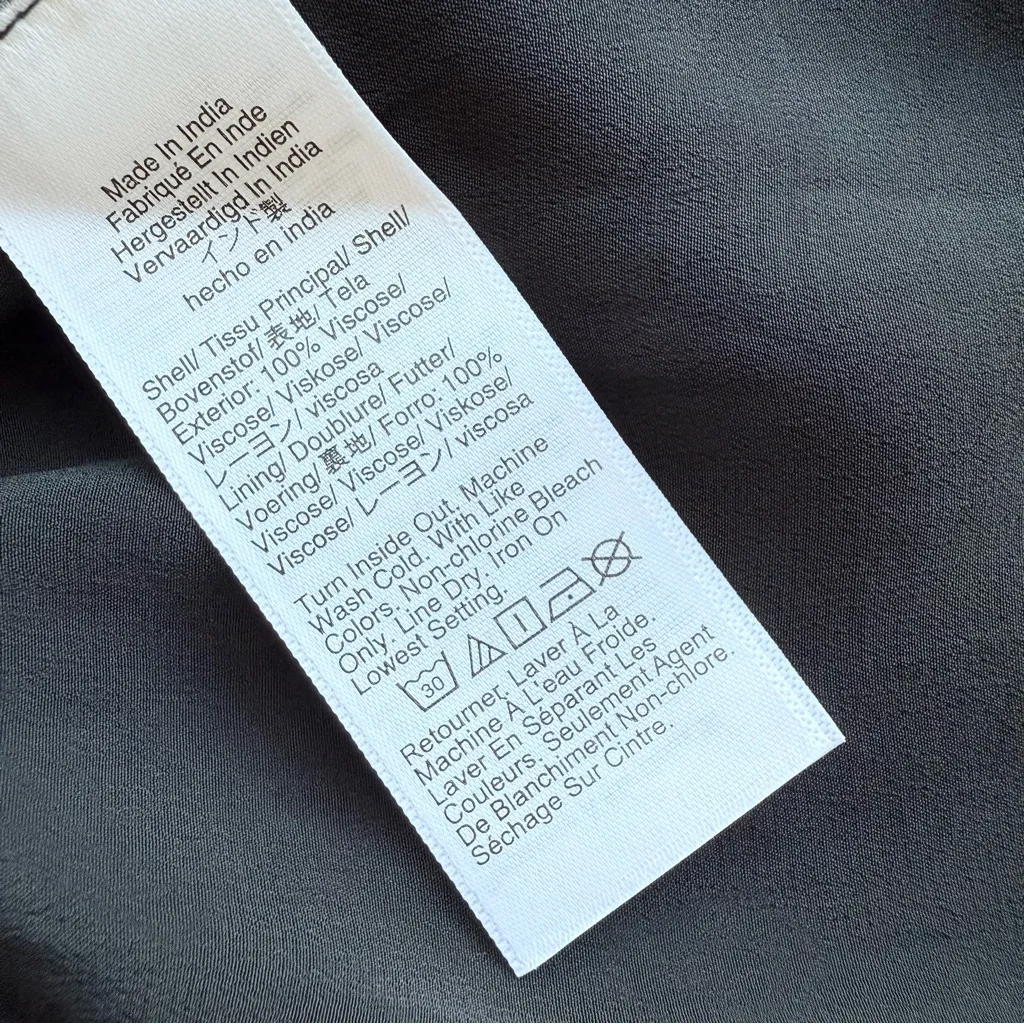 Made In India
Fabriqué En Inde
Hergestellt In Indien
Vervaardigd In India
インド製
hecho en india
Shell/ Tissu Principal/ Shell/
Bovenstof/ 表地/ Tela
Exterior: 100% Viscose/
Viscose/ Viskose/ Viscose/
レーヨン/ viscosa
Lining/ Doublure/ Futter/
Voering/ 裏地/ Forro: 100%
Viscose/ Viscose/ Viskose/
Viscose/ レーヨン/ viscosa
Turn Inside Out. Machine
Wash Cold. With Like
Colors. Non-chlorine Bleach
Only. Line Dry. Iron On
Lowest Setting.
30
Retourner. Laver À La
Machine À L'eau Froide.
Laver En Séparant Les
Couleurs. Seulement Agent
De Blanchiment Non-chlore.
Séchage Sur Cintre.